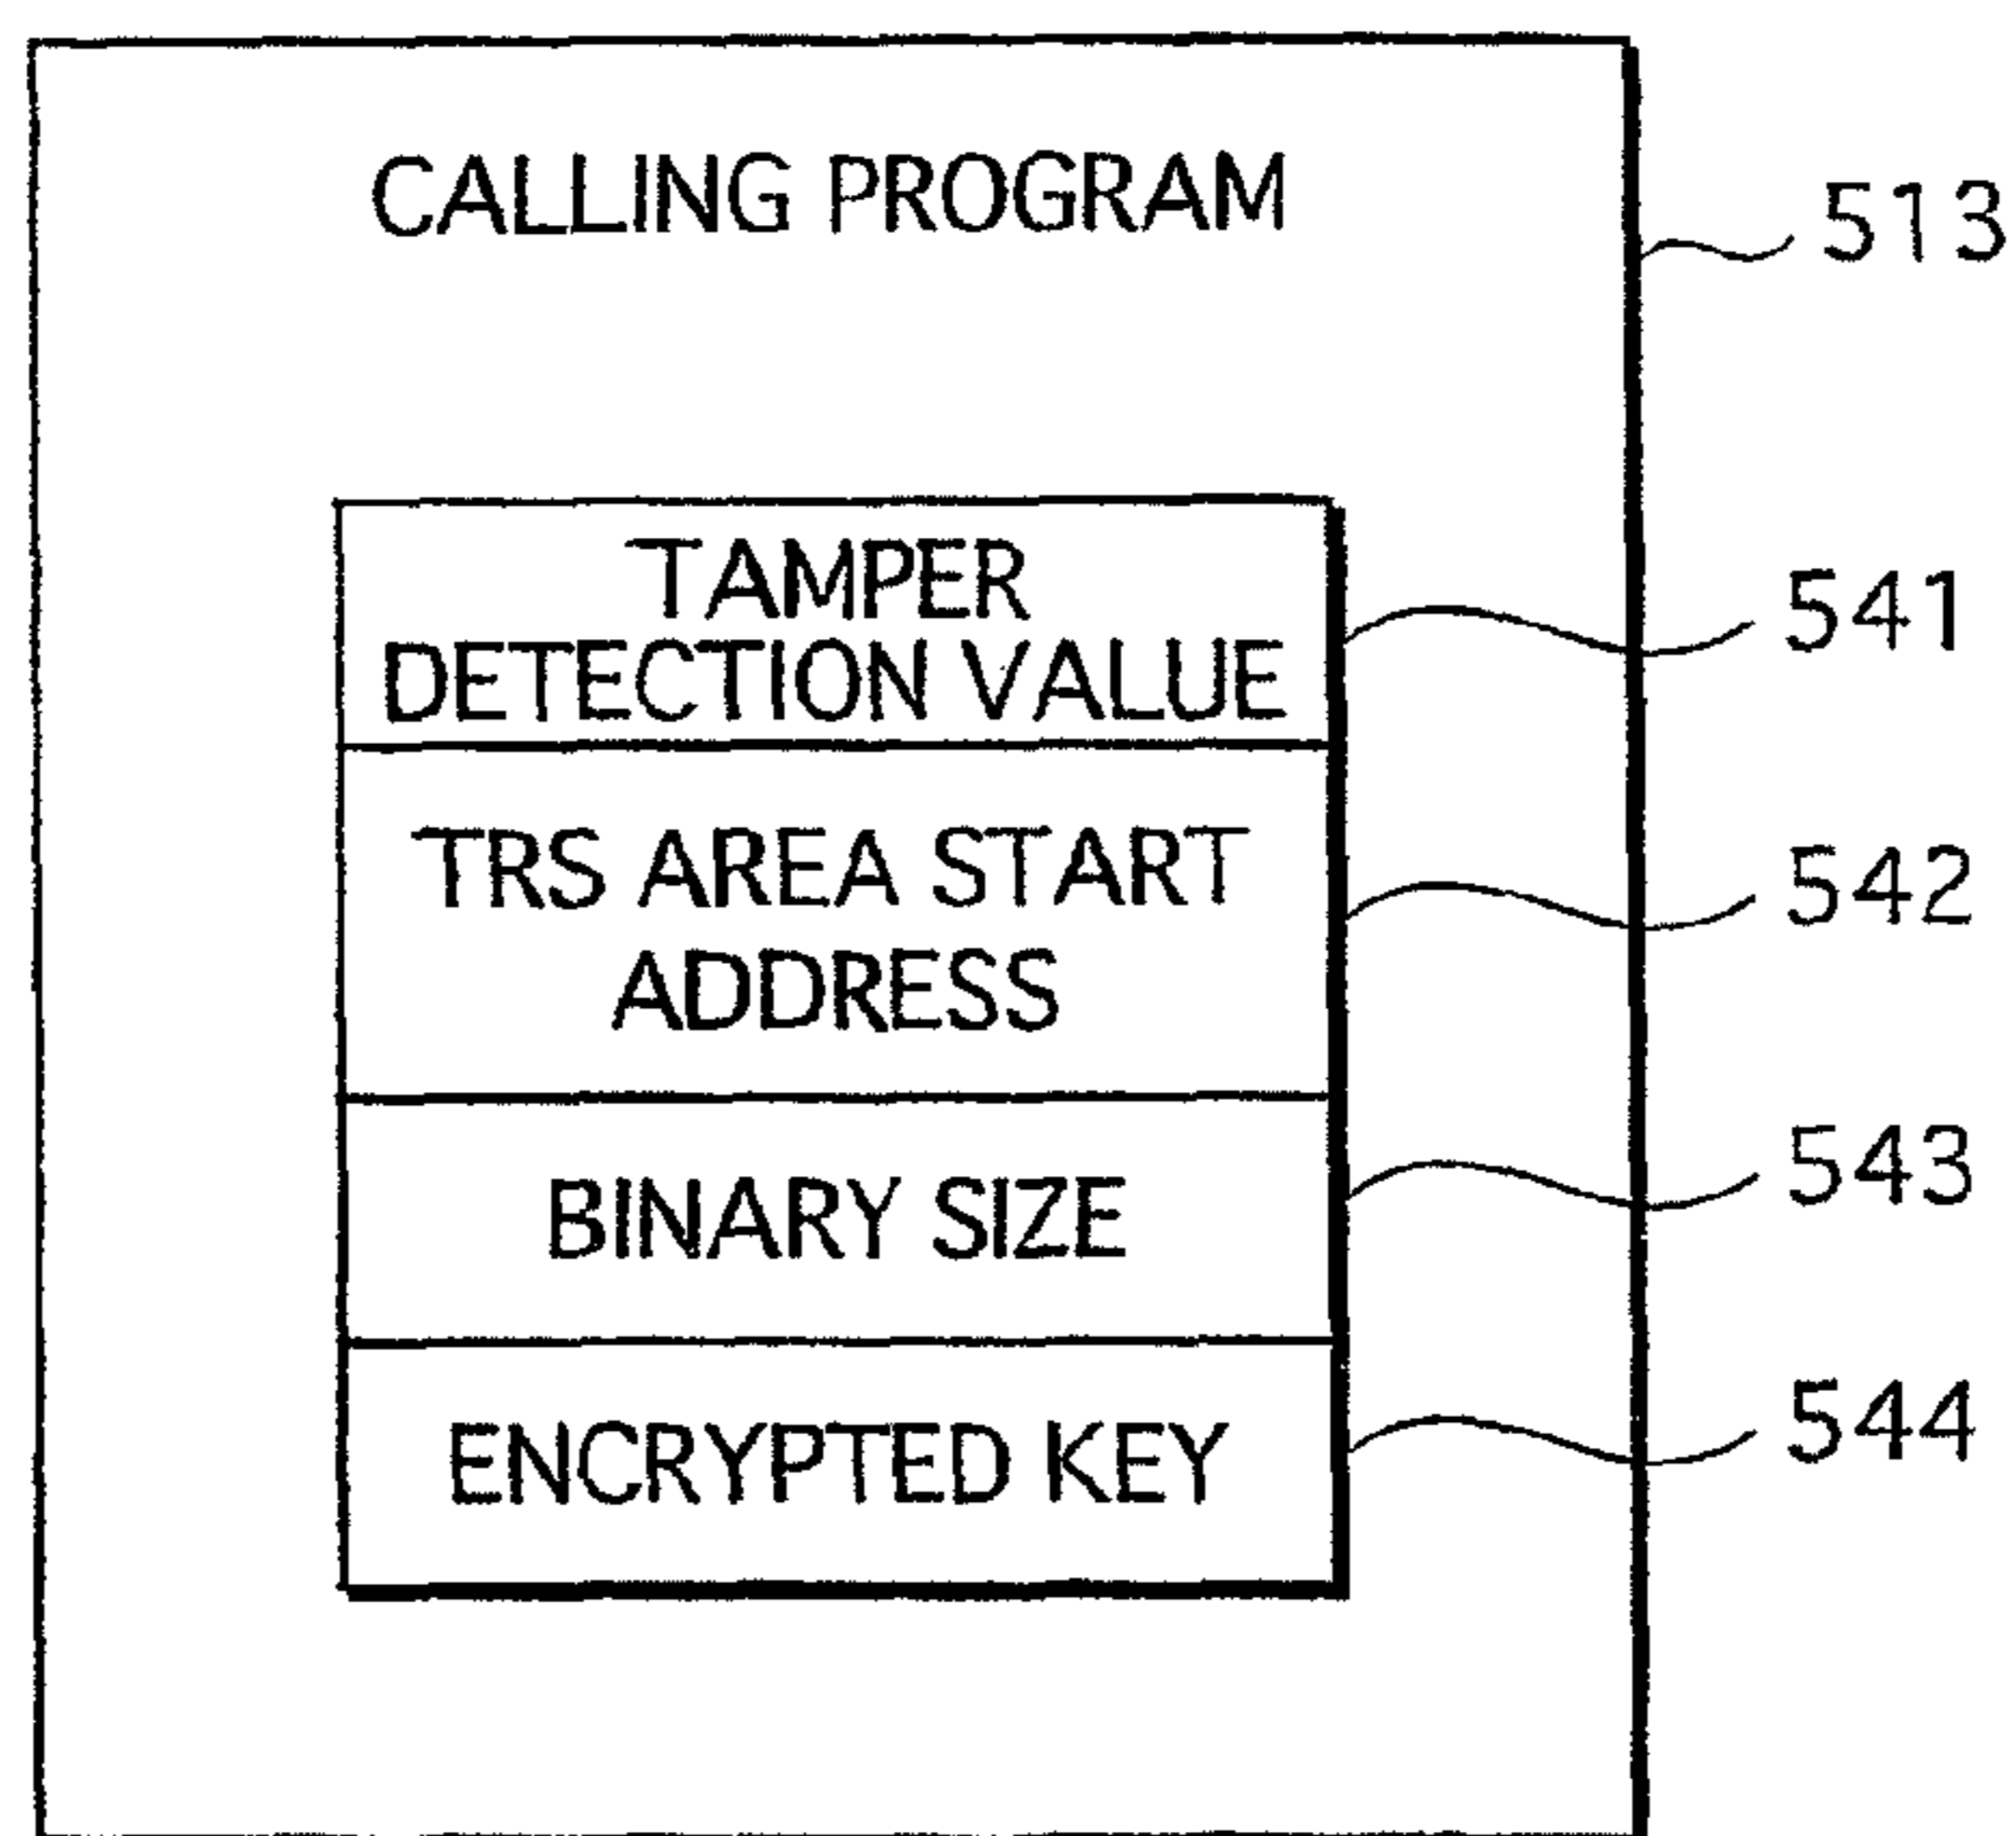 CALLING PROGRAM
513
TAMPER
DETECTION VALUE
541
TRS AREA START
ADDRESS
542
BINARY SIZE
543
ENCRYPTED KEY
544